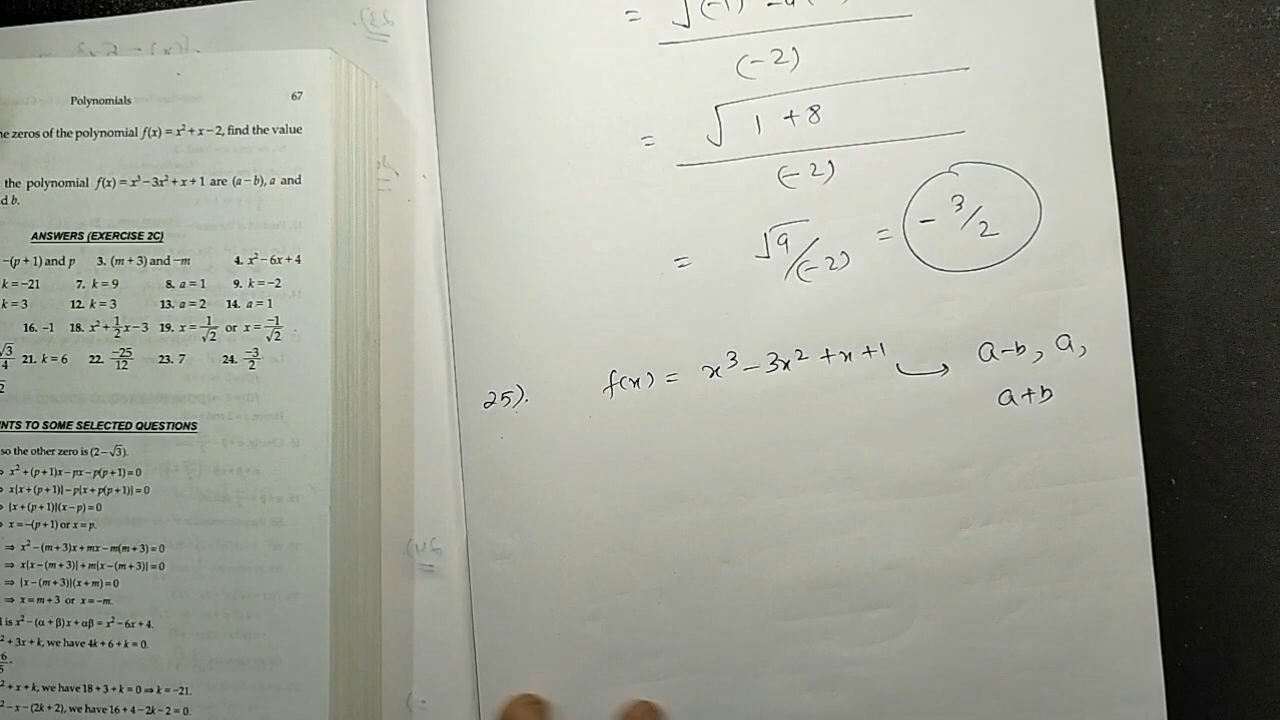 Polynomials 67
he zeros of the polynomial f(x) = x² + x − 2, find the value
the polynomial f(x) = x³ − 3x² + x + 1 are (a − b), a and
d b.
ANSWERS (EXERCISE 2C)
−(p + 1) and p 3. (m + 3) and −m 4. x² − 6x + 4
k = −21 7. k = 9 8. a = 1 9. k = −2
k = 3 12. k = 3 13. a = 2 14. a = 1
16. −1 18. x² + 1/2 x − 3 19. x = 1/√2 or x = −1/√2
√3/4 21. k = 6 22. −25/12 23. 7 24. −3/2
2
NTS TO SOME SELECTED QUESTIONS
so the other zero is (2 − √3).
x² + (p + 1)x − px − p(p + 1) = 0
x{x + (p + 1)} − p{x + p(p + 1)} = 0
⇒ {x + (p + 1)}(x − p) = 0
⇒ x = −(p + 1) or x = p.
⇒ x² − (m + 3)x + mx − m(m + 3) = 0
⇒ x{x − (m + 3)} + m{x − (m + 3)} = 0
⇒ {x − (m + 3)}(x + m) = 0
⇒ x = m + 3 or x = −m.
l is x² − (α + β)x + αβ = x² − 6x + 4.
² + 3x + k, we have 4k + 6 + k = 0.
6/5.
² + x + k, we have 18 + 3 + k = 0 ⇒ k = −21.
² − x − (2k + 2), we have 16 + 4 − 2k − 2 = 0.
(−2)
= √1 + 8
(−2)
= √9/(−2) = −3/2
25). f(x) = x³ − 3x² + x + 1 a−b, a,
a+b